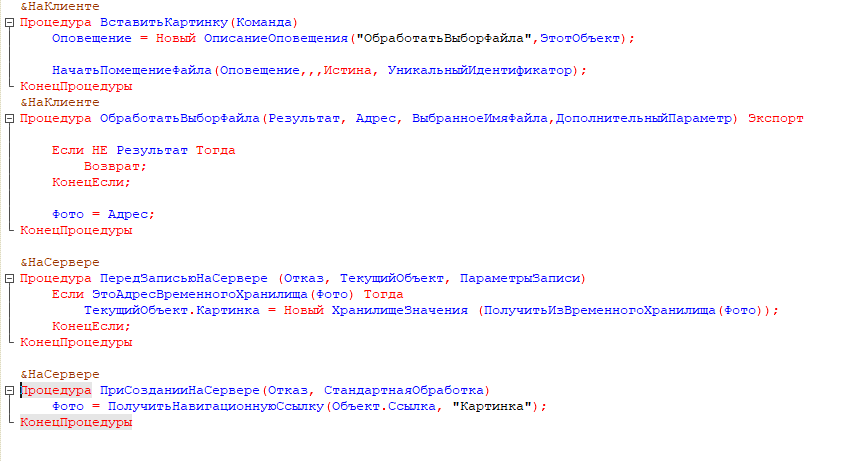 &НаКлиенте
Процедура ВставитьКартинку(Команда)
Оповещение = Новый ОписаниеОповещения("ОбработатьВыборФайла",ЭтотОбъект);
НачатьПомещениеФайла(Оповещение,,,Истина, УникальныйИдентификатор);
КонецПроцедуры
&НаКлиенте
Процедура ОбработатьВыборФайла(Результат, Адрес, ВыбранноеИмяФайла,ДополнительныйПараметр) Экспорт
Если НЕ Результат Тогда
Возврат;
КонецЕсли;
Фото = Адрес;
КонецПроцедуры
&НаСервере
Процедура ПередЗаписьюНаСервере (Отказ, ТекущийОбъект, ПараметрыЗаписи)
Если ЭтоАдресВременногоХранилища(Фото) Тогда
ТекущийОбъект.Картинка = Новый ХранилищеЗначения (ПолучитьИзВременногоХранилища(Фото));
КонецЕсли;
КонецПроцедуры
&НаСервере
Процедура ПриСозданииНаСервере(Отказ, СтандартнаяОбработка)
Фото = ПолучитьНавигационнуюСсылку(Объект.Ссылка, "Картинка");
КонецПроцедуры